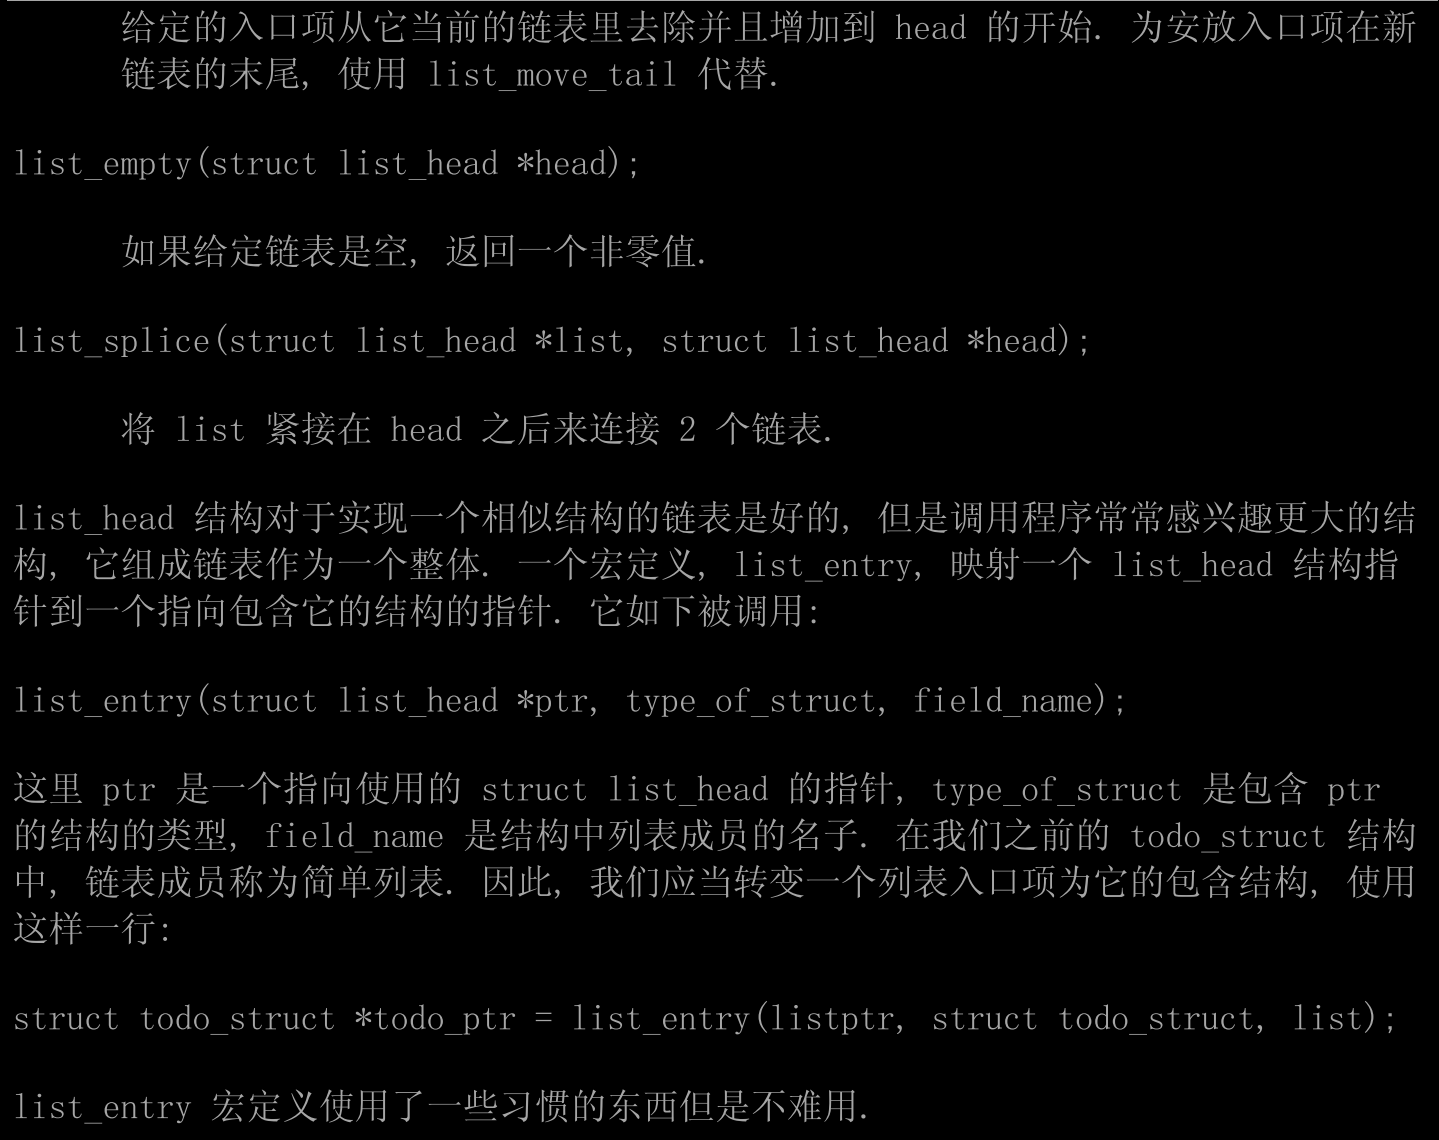 给定的入口项从它当前的链表里去除并且增加到 head 的开始. 为安放入口项在新
链表的末尾, 使用 list_move_tail 代替.
list_empty(struct list_head *head);
如果给定链表是空, 返回一个非零值.
list_splice(struct list_head *list, struct list_head *head);
将 list 紧接在 head 之后来连接 2 个链表.
list_head 结构对于实现一个相似结构的链表是好的, 但是调用程序常常感兴趣更大的结
构, 它组成链表作为一个整体. 一个宏定义, list_entry, 映射一个 list_head 结构指
针到一个指向包含它的结构的指针. 它如下被调用:
list_entry(struct list_head *ptr, type_of_struct, field_name);
这里 ptr 是一个指向使用的 struct list_head 的指针, type_of_struct 是包含 ptr
的结构的类型, field_name 是结构中列表成员的名子. 在我们之前的 todo_struct 结构
中, 链表成员称为简单列表. 因此, 我们应当转变一个列表入口项为它的包含结构, 使用
这样一行:
struct todo_struct *todo_ptr = list_entry(listptr, struct todo_struct, list);
list_entry 宏定义使用了一些习惯的东西但是不难用.